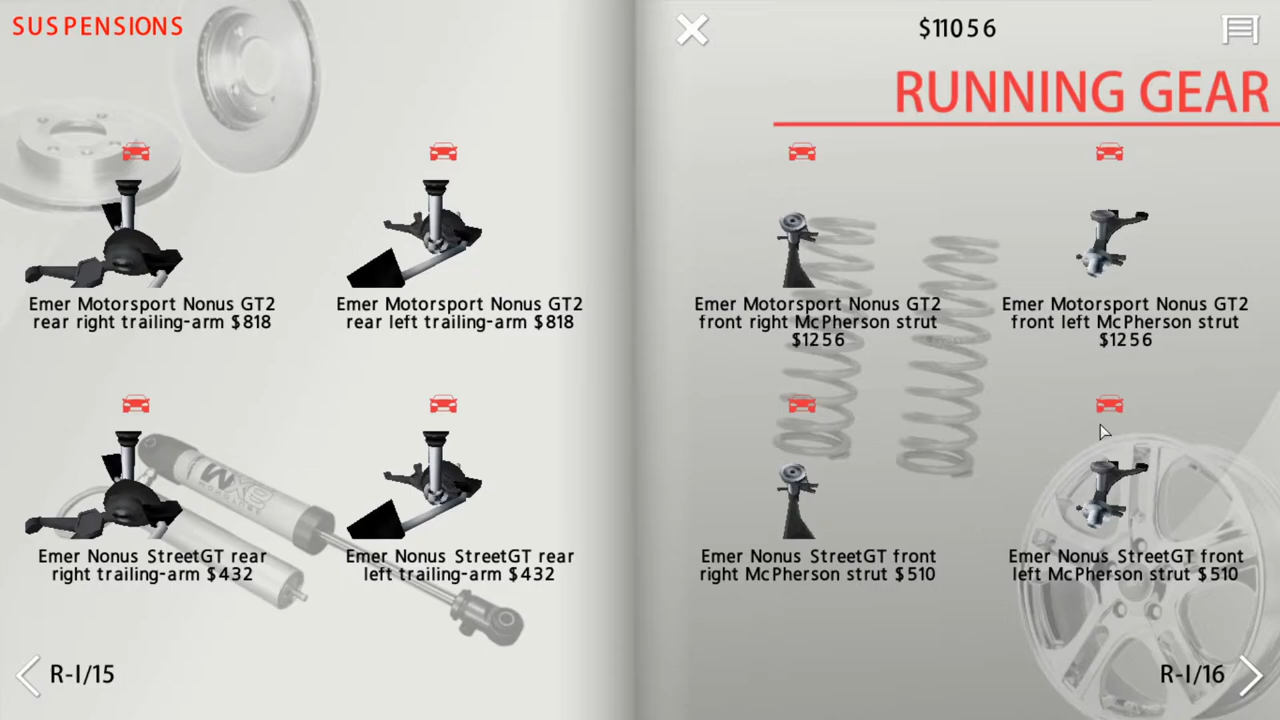 SUSPENSIONS
$11056
RUNNING GEAR
Emer Motorsport Nonus GT2
rear right trailing-arm $818
Emer Motorsport Nonus GT2
rear left trailing-arm $818
Emer Motorsport Nonus GT2
front right McPherson strut
$1256
Emer Motorsport Nonus GT2
front left McPherson strut
$1256
Emer Nonus StreetGT rear
right trailing-arm $432
Emer Nonus StreetGT rear
left trailing-arm $432
Emer Nonus StreetGT front
right McPherson strut $510
Emer Nonus StreetGT front
left McPherson strut $510
R-I/15
R-I/16